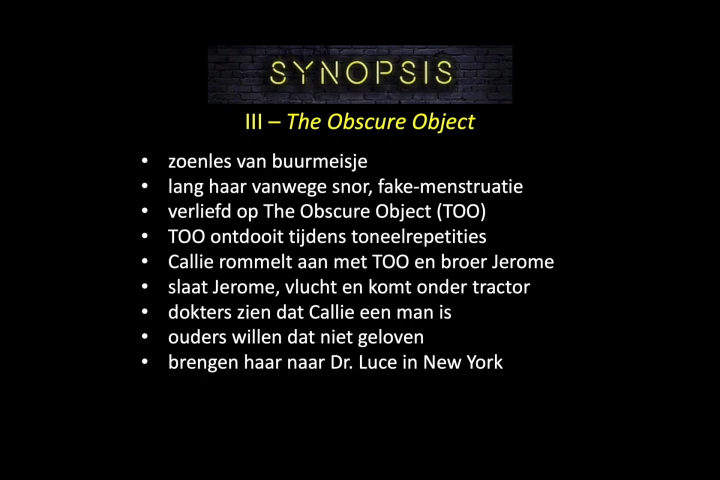 SYNOPSIS
III – The Obscure Object
• zoenles van buurmeisje
• lang haar vanwege snor, fake-menstruatie
• verliefd op The Obscure Object (TOO)
• TOO ontdooit tijdens toneelrepetities
• Callie rommelt aan met TOO en broer Jerome
• slaat Jerome, vlucht en komt onder tractor
• dokters zien dat Callie een man is
• ouders willen dat niet geloven
• brengen haar naar Dr. Luce in New York